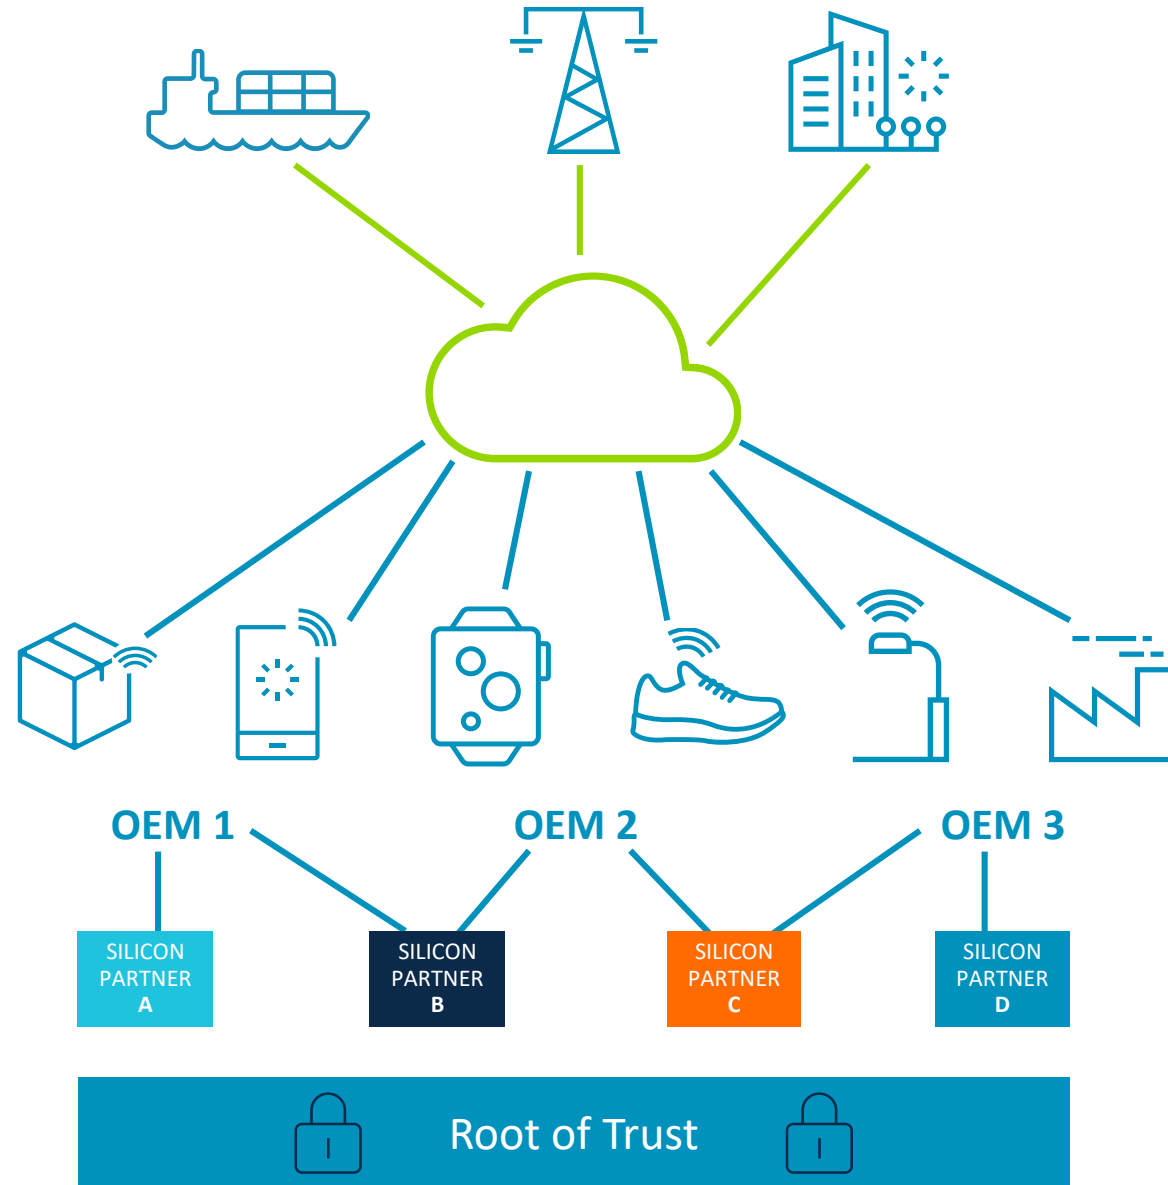 OEM 1
OEM 2
OEM 3
SILICON
PARTNER
A
SILICON
PARTNER
B
SILICON
PARTNER
C
SILICON
PARTNER
D
Root of Trust